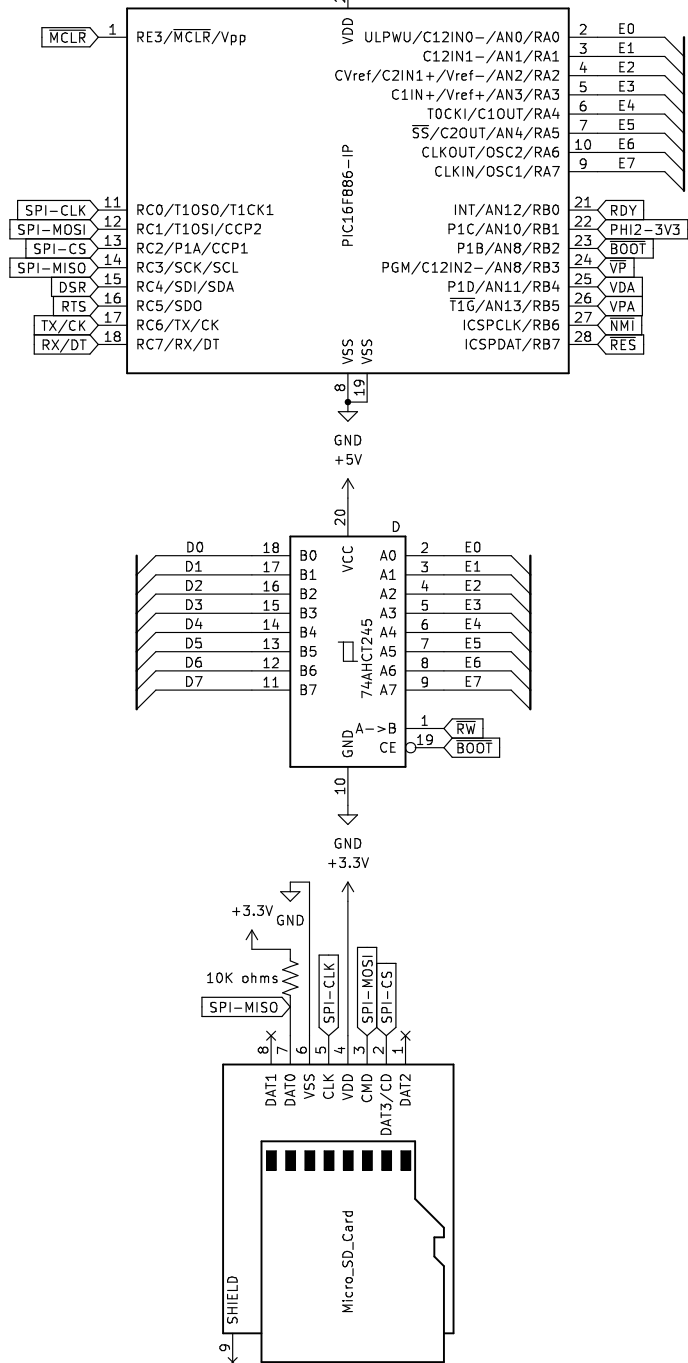 VDD
MCLR 1 RE3/MCLR/Vpp
ULPWU/C12IN0-/AN0/RA0 2 E0
C12IN1-/AN1/RA1 3 E1
CVref/C2IN1+/Vref-/AN2/RA2 4 E2
C1IN+/Vref+/AN3/RA3 5 E3
T0CKI/C1OUT/RA4 6 E4
SS/C2OUT/AN4/RA5 7 E5
CLKOUT/OSC2/RA6 10 E6
CLKIN/OSC1/RA7 9 E7
PIC16F886-IP
SPI-CLK 11 RC0/T1OSO/T1CK1
SPI-MOSI 12 RC1/T1OSI/CCP2
SPI-CS 13 RC2/P1A/CCP1
SPI-MISO 14 RC3/SCK/SCL
DSR 15 RC4/SDI/SDA
RTS 16 RC5/SDO
TX/CK 17 RC6/TX/CK
RX/DT 18 RC7/RX/DT
INT/AN12/RB0 21 RDY
P1C/AN10/RB1 22 PHI2-3V3
P1B/AN8/RB2 23 BOOT
PGM/C12IN2-/AN8/RB3 24 VP
P1D/AN11/RB4 25 VDA
T1G/AN13/RB5 26 VPA
ICSPCLK/RB6 27 NMI
ICSPDAT/RB7 28 RES
VSS VSS
8 19
GND
+5V
20 D
VCC
D0 18 B0 A0 2 E0
D1 17 B1 A1 3 E1
D2 16 B2 A2 4 E2
D3 15 B3 A3 5 E3
D4 14 B4 A4 6 E4
D5 13 B5 A5 7 E5
D6 12 B6 A6 8 E6
D7 11 B7 A7 9 E7
74AHCT245
A->B 1 RW
CE 19 BOOT
GND
10
GND
+3.3V
+3.3V GND
10K ohms
SPI-MISO
SPI-CLK
SPI-MOSI
SPI-CS
8 7 6 5 4 3 2 1
DAT1 DAT0 VSS CLK VDD CMD DAT3/CD DAT2
Micro_SD_Card
SHIELD
9